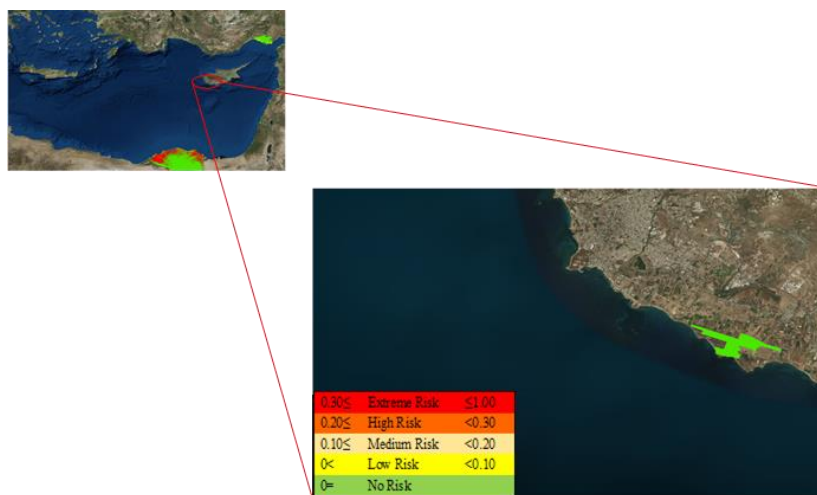 0.30≤ Extreme Risk ≤1.00
0.20≤ High Risk <0.30
0.10≤ Medium Risk <0.20
0< Low Risk <0.10
0= No Risk